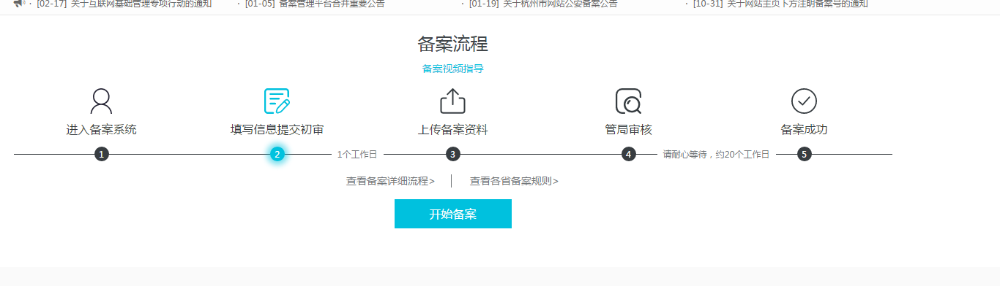 · [02-17] 关于互联网基础管理专项行动的通知 · [01-05] 备案管理平台合并重要公告 · [01-19] 关于杭州市网站公安备案公告 · [10-31] 关于网站主页下方注明备案号的通知
备案流程
备案视频指导
进入备案系统 填写信息提交初审 上传备案资料 管局审核 备案成功
1 2 1个工作日 3 4 请耐心等待，约20个工作日 5
查看备案详细流程> 查看各省备案规则>
开始备案